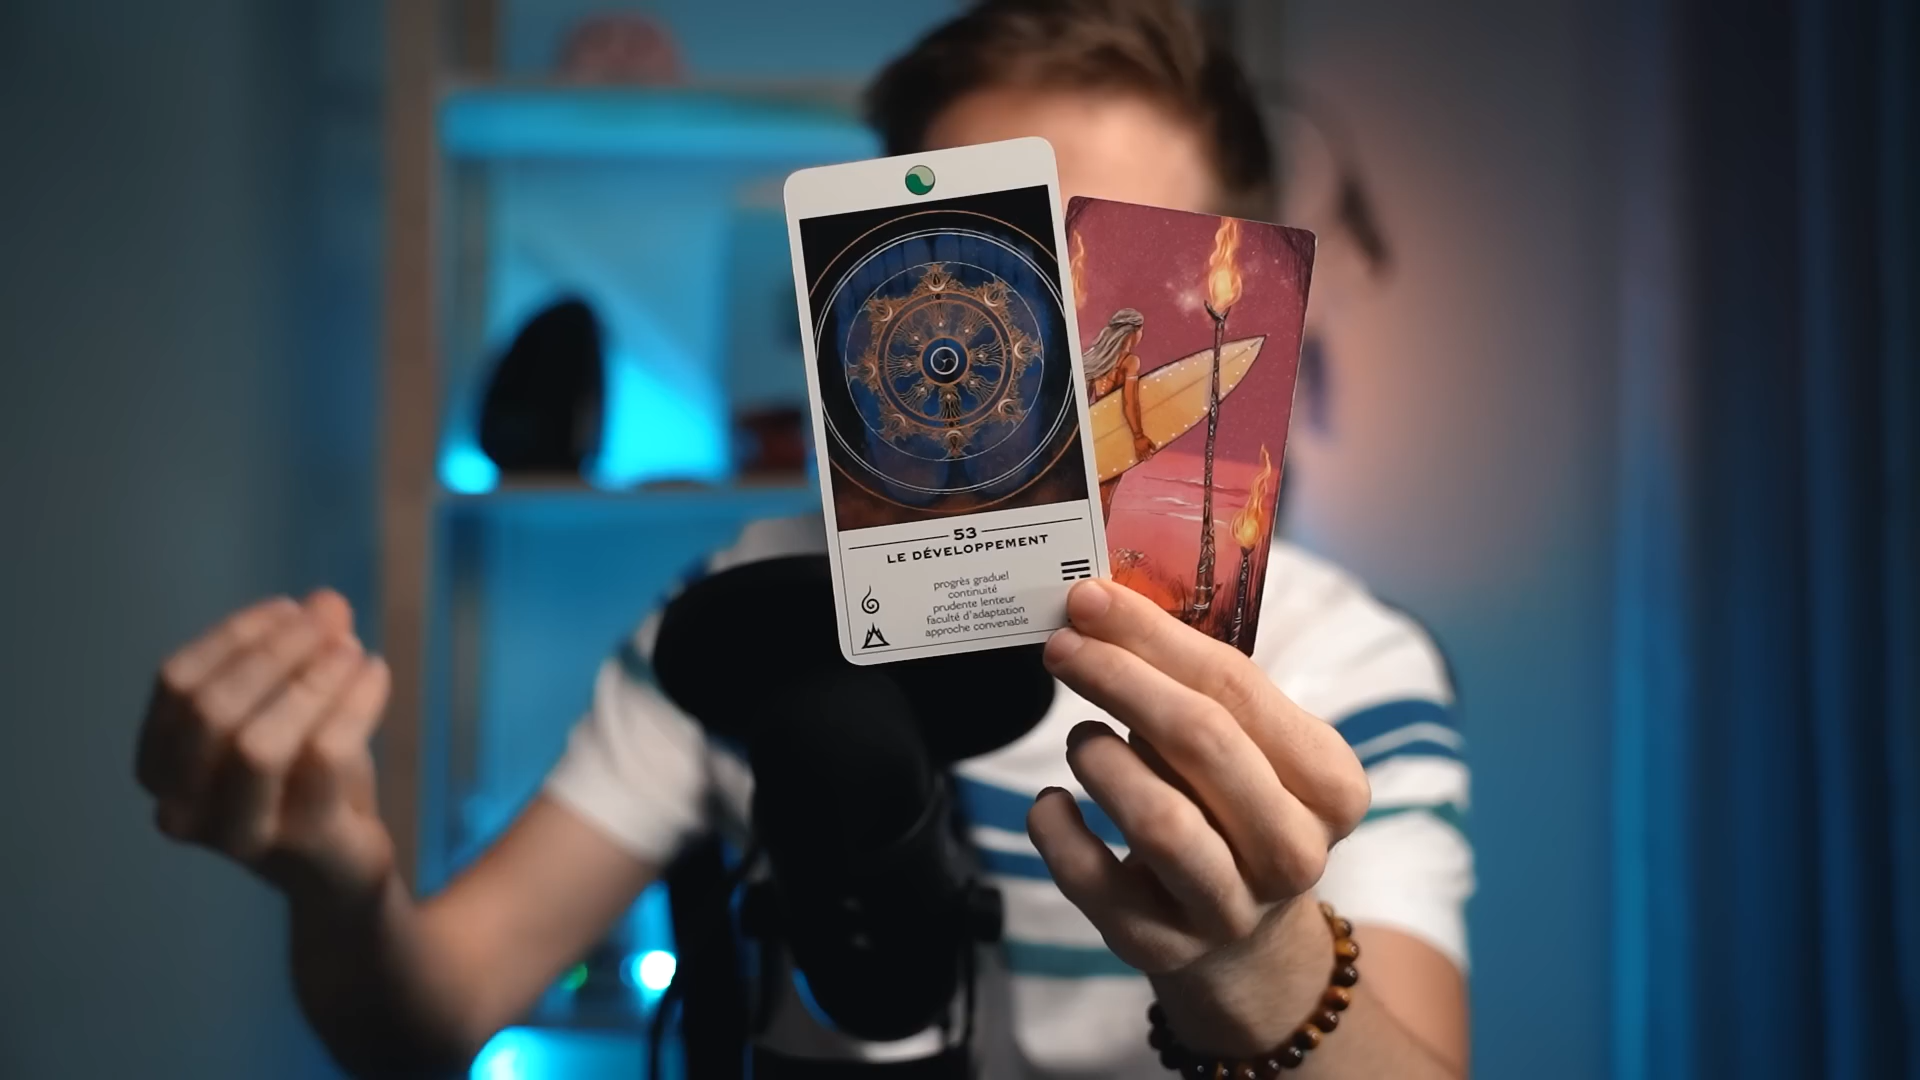 53
LE DÉVELOPPEMENT
progrès graduel
continuité
prudente lenteur
faculté d'adaptation
approche convenable